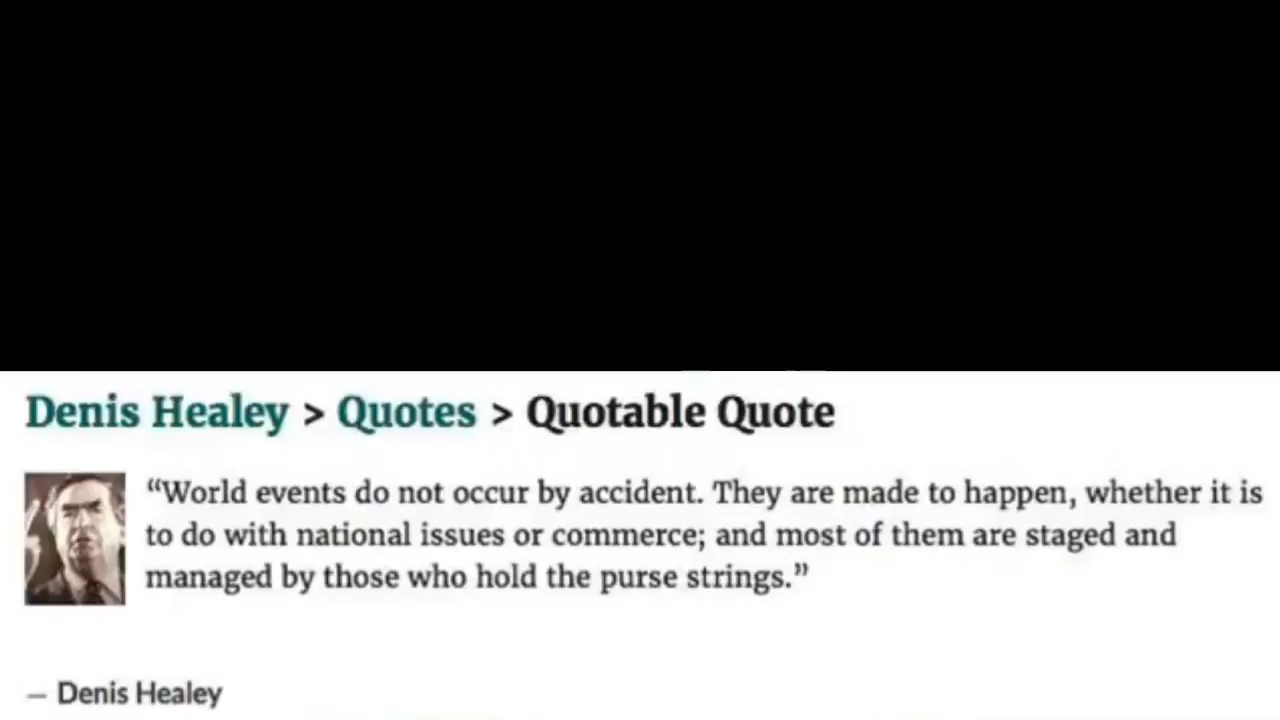 Denis Healey > Quotes > Quotable Quote
“World events do not occur by accident. They are made to happen, whether it is
to do with national issues or commerce; and most of them are staged and
managed by those who hold the purse strings.”
— Denis Healey